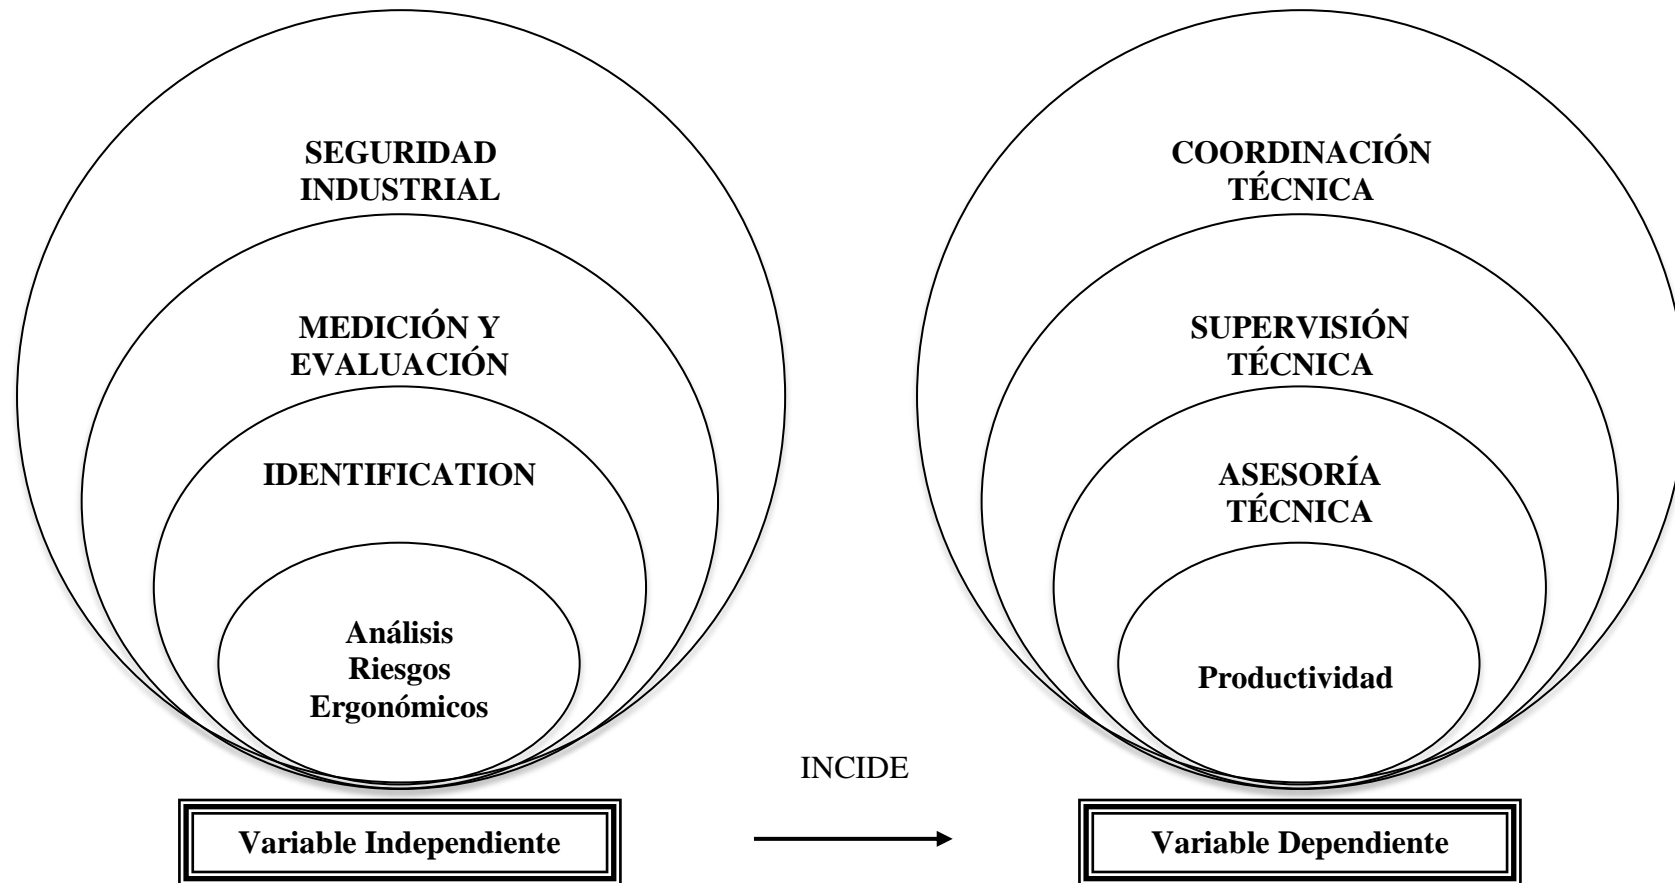 SEGURIDAD
INDUSTRIAL
MEDICIÓN Y
EVALUACIÓN
IDENTIFICATION
Análisis
Riesgos
Ergonómicos
Variable Independiente
INCIDE
COORDINACIÓN
TÉCNICA
SUPERVISIÓN
TÉCNICA
ASESORÍA
TÉCNICA
Productividad
Variable Dependiente